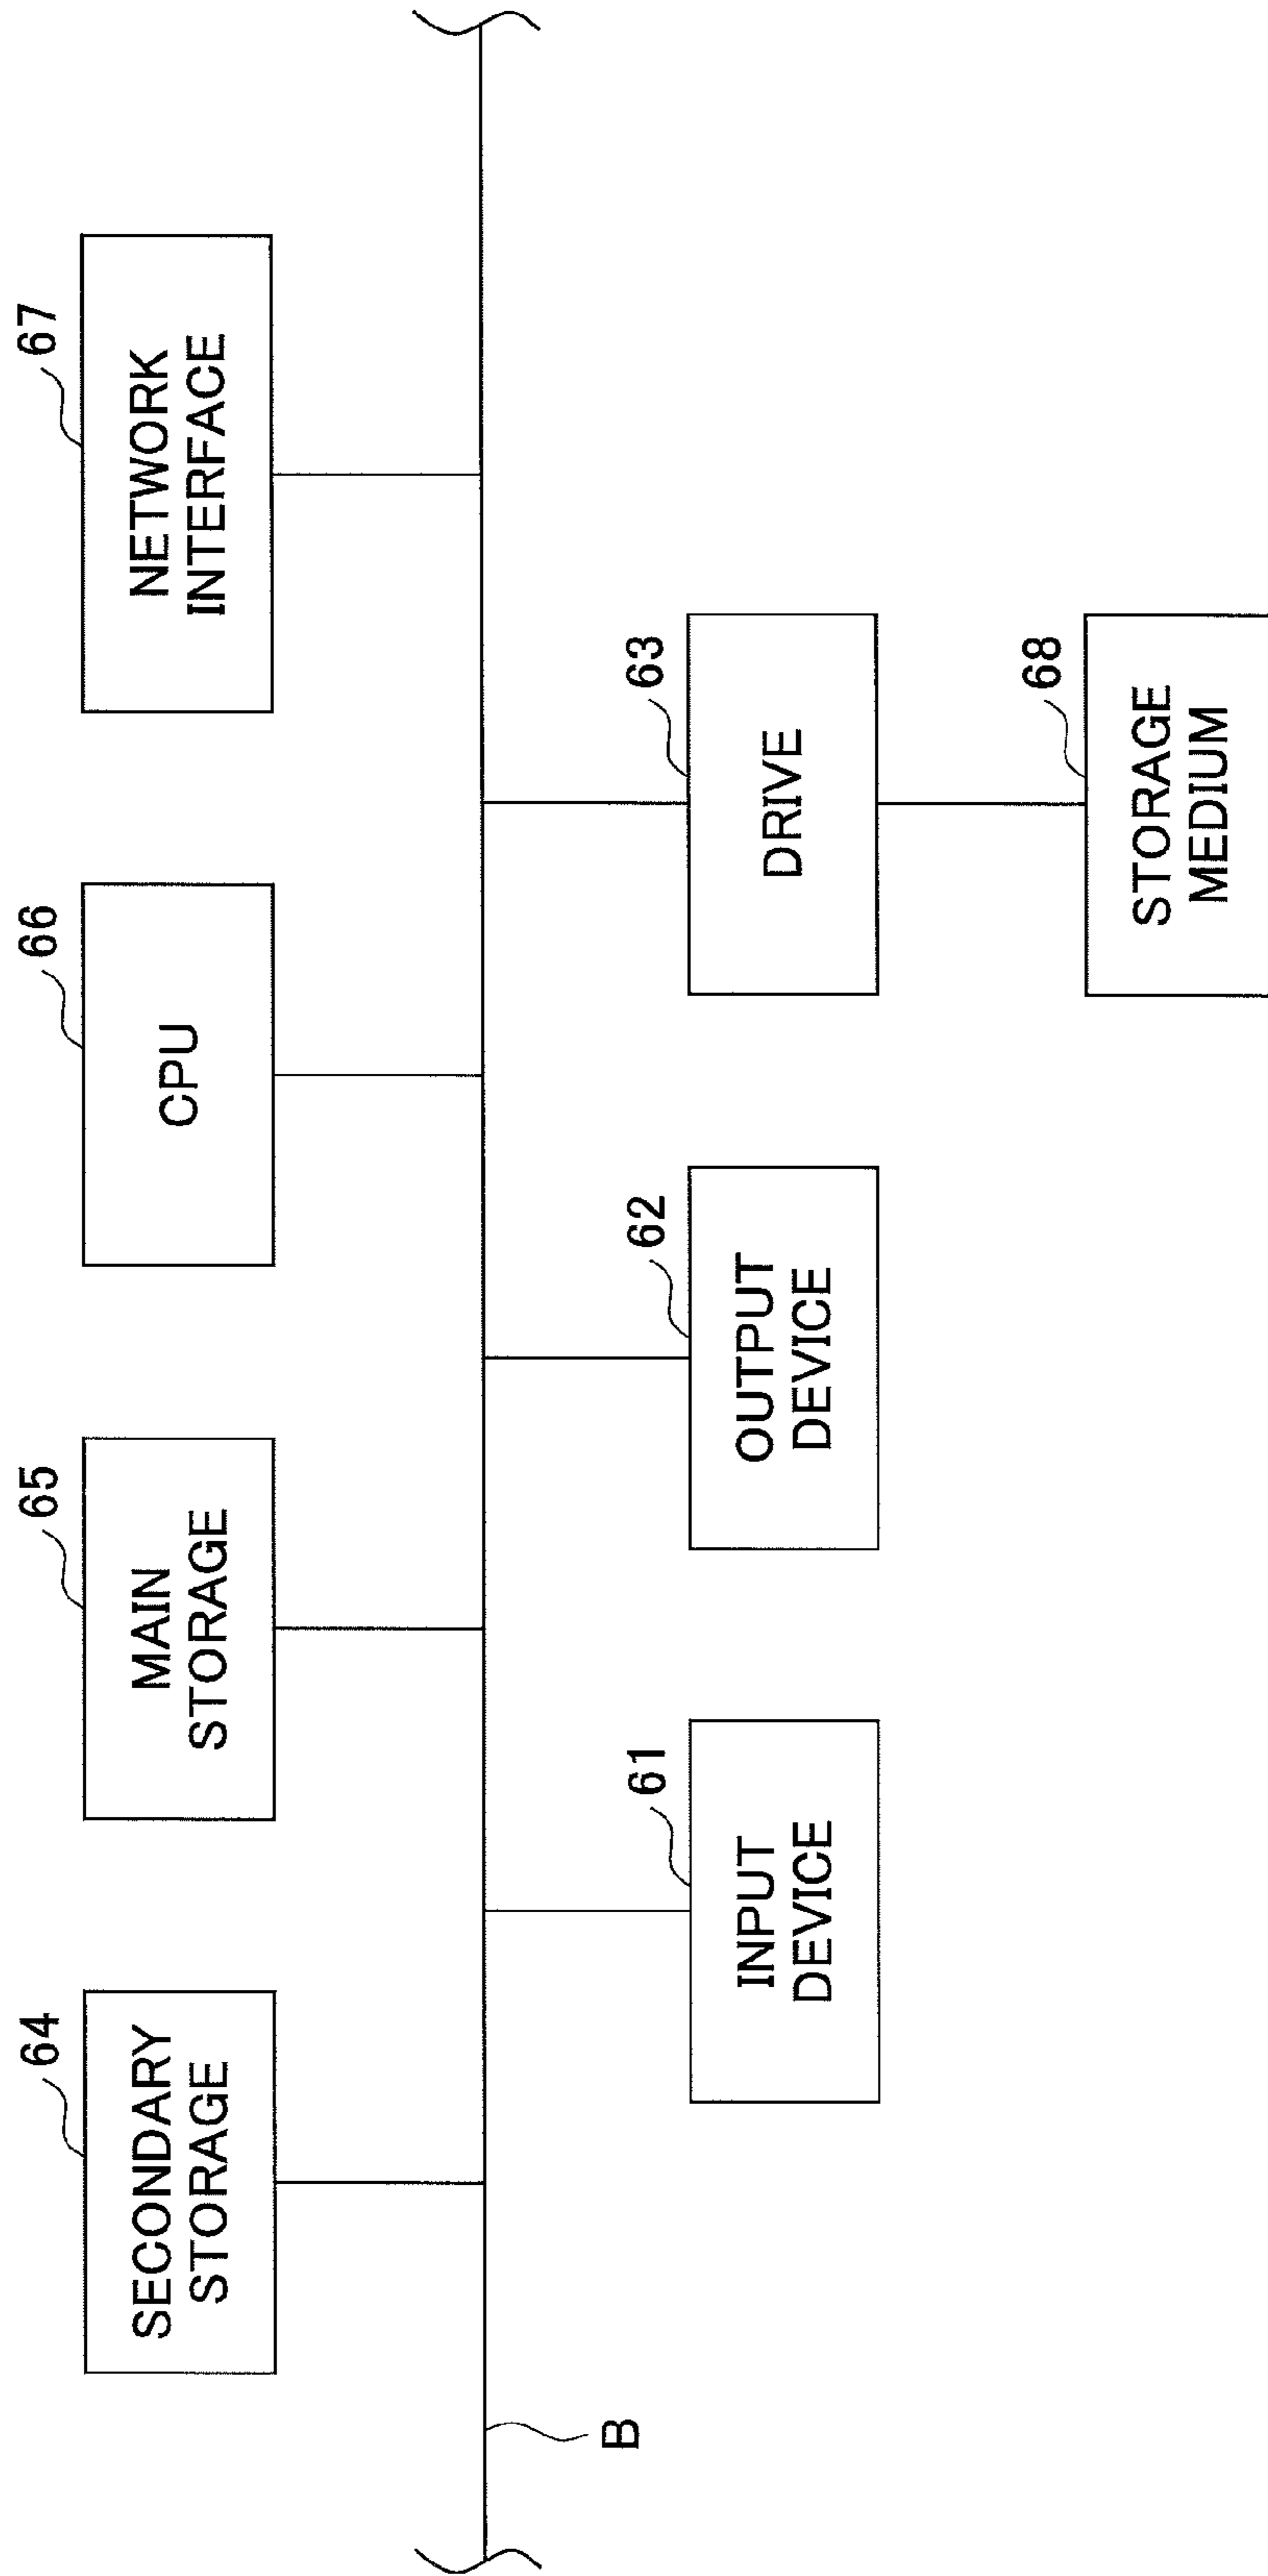 64
SECONDARY
STORAGE
65
MAIN
STORAGE
66
CPU
67
NETWORK
INTERFACE
B
61
INPUT
DEVICE
62
OUTPUT
DEVICE
63
DRIVE
68
STORAGE
MEDIUM